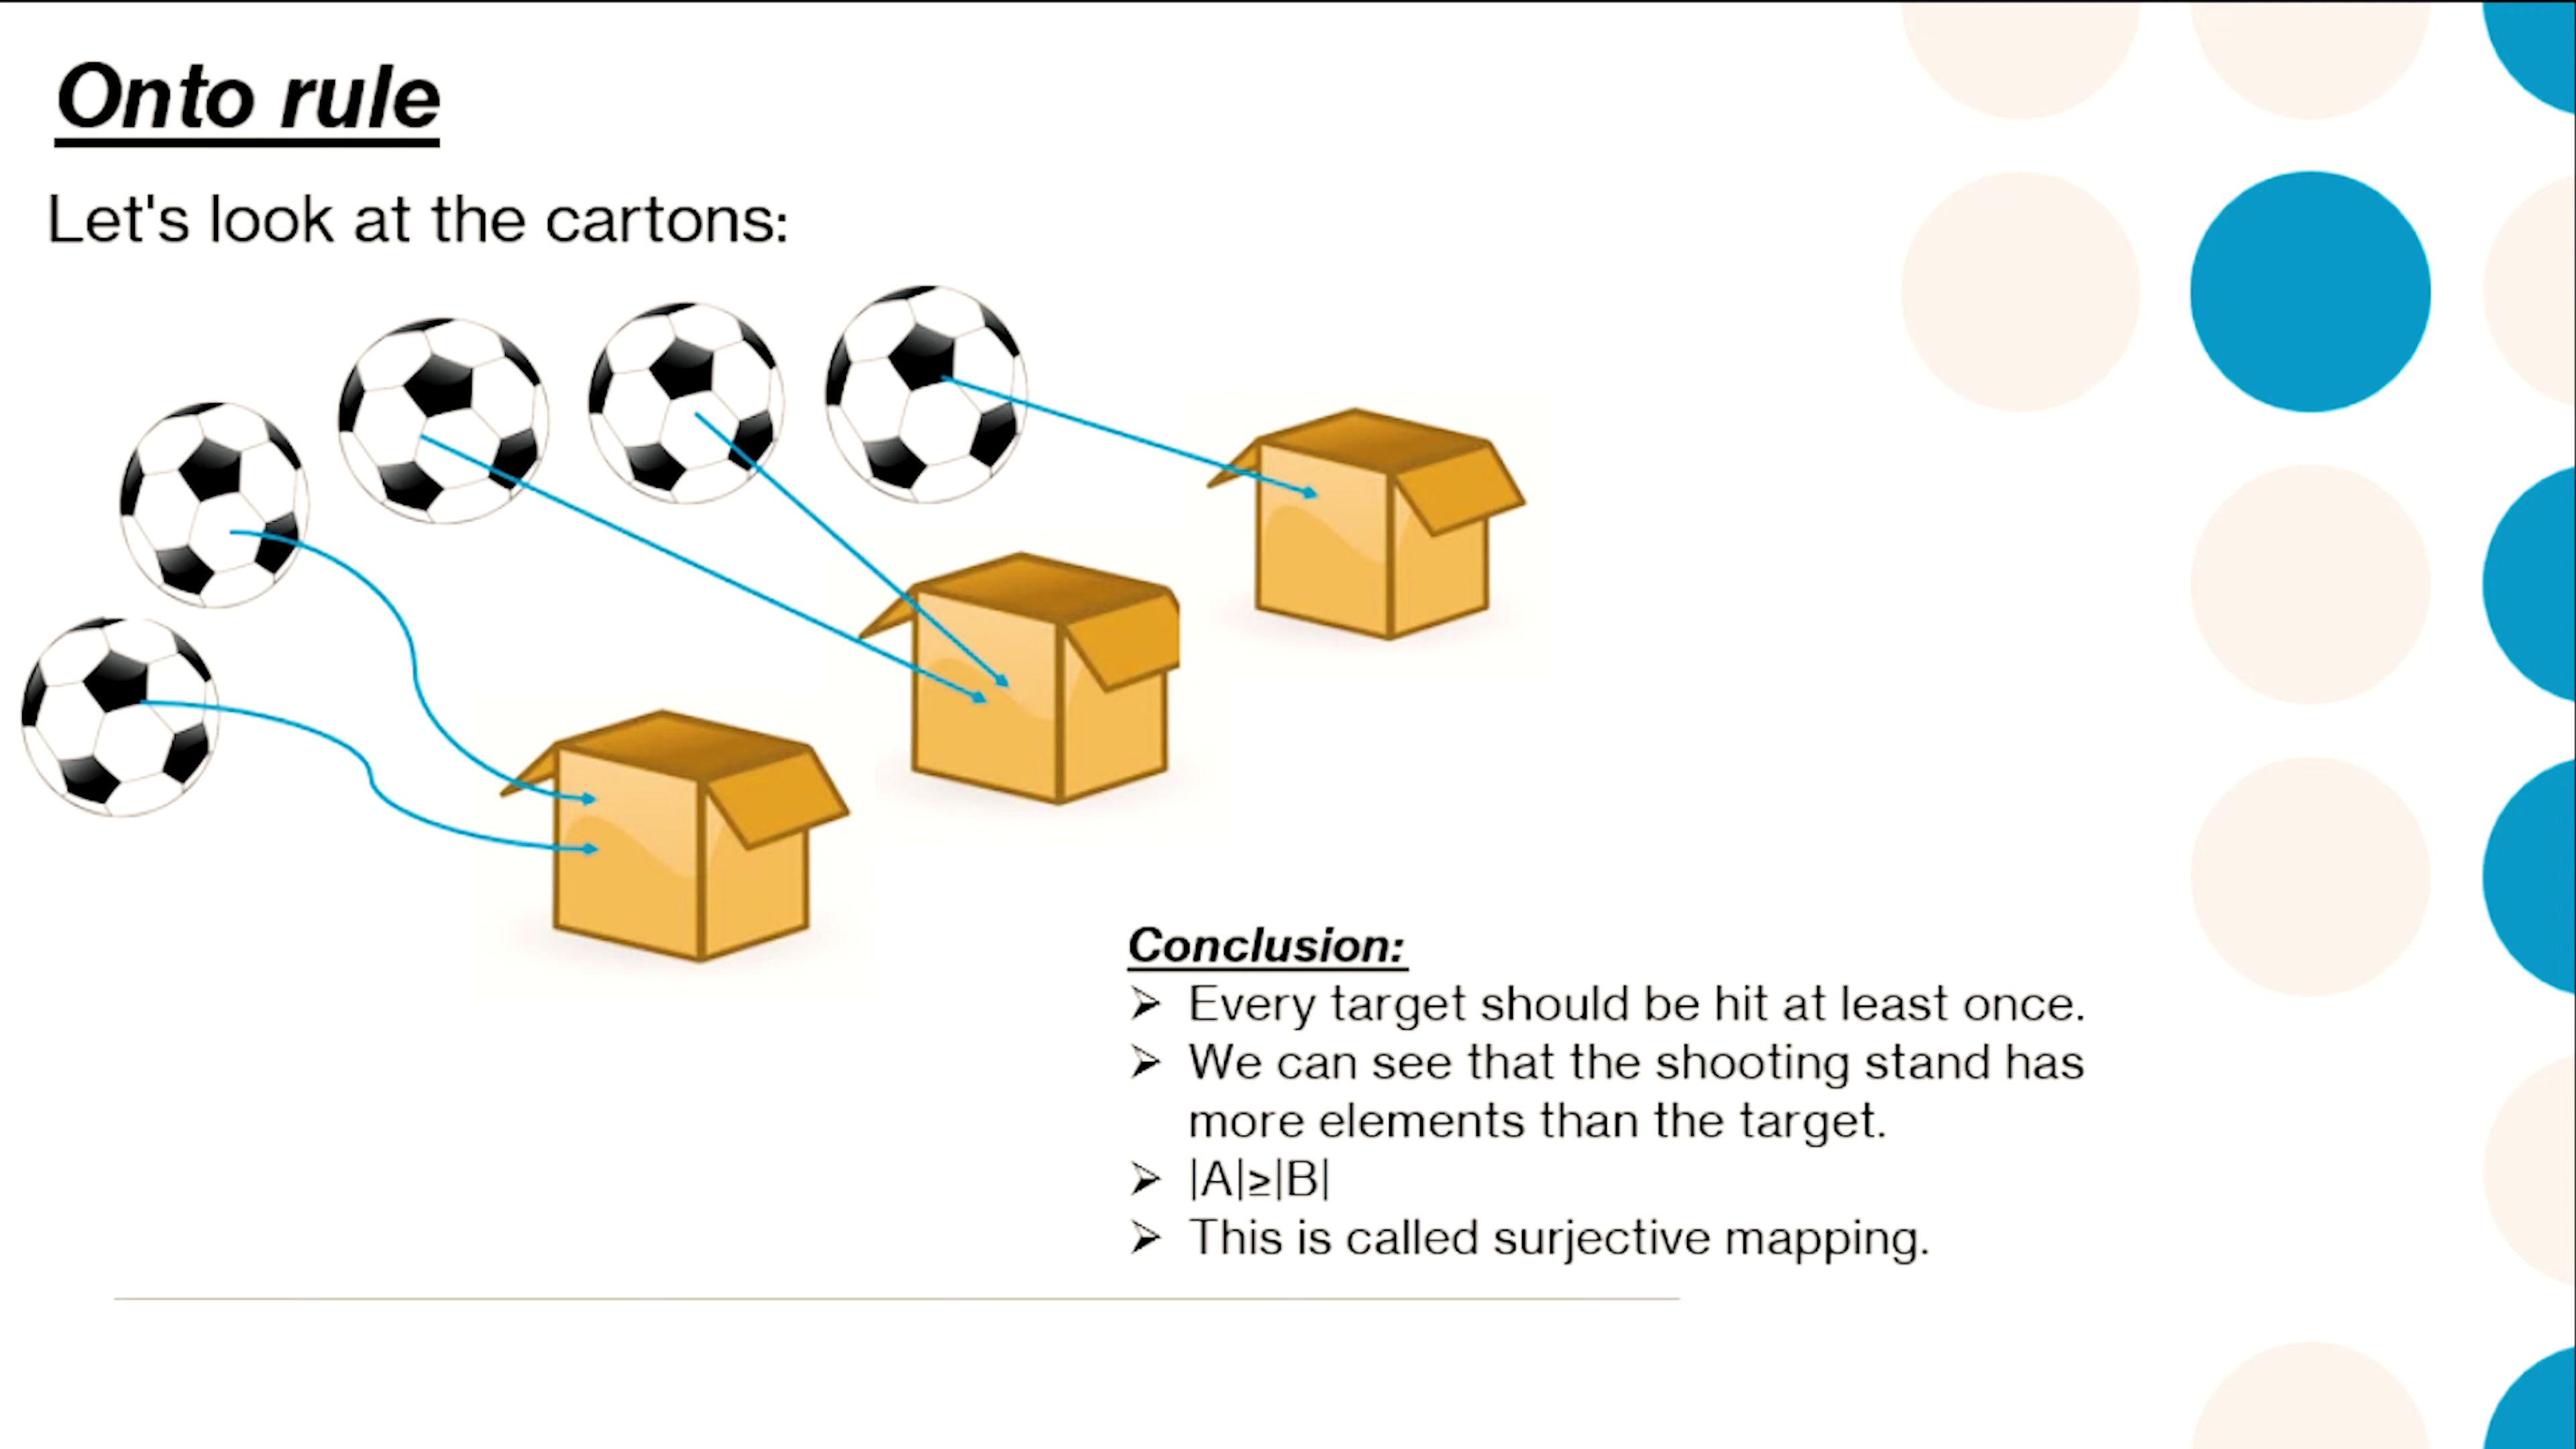 Onto rule
Let's look at the cartons:
Conclusion:
➢ Every target should be hit at least once.
➢ We can see that the shooting stand has
more elements than the target.
➢ |A|≥|B|
➢ This is called surjective mapping.